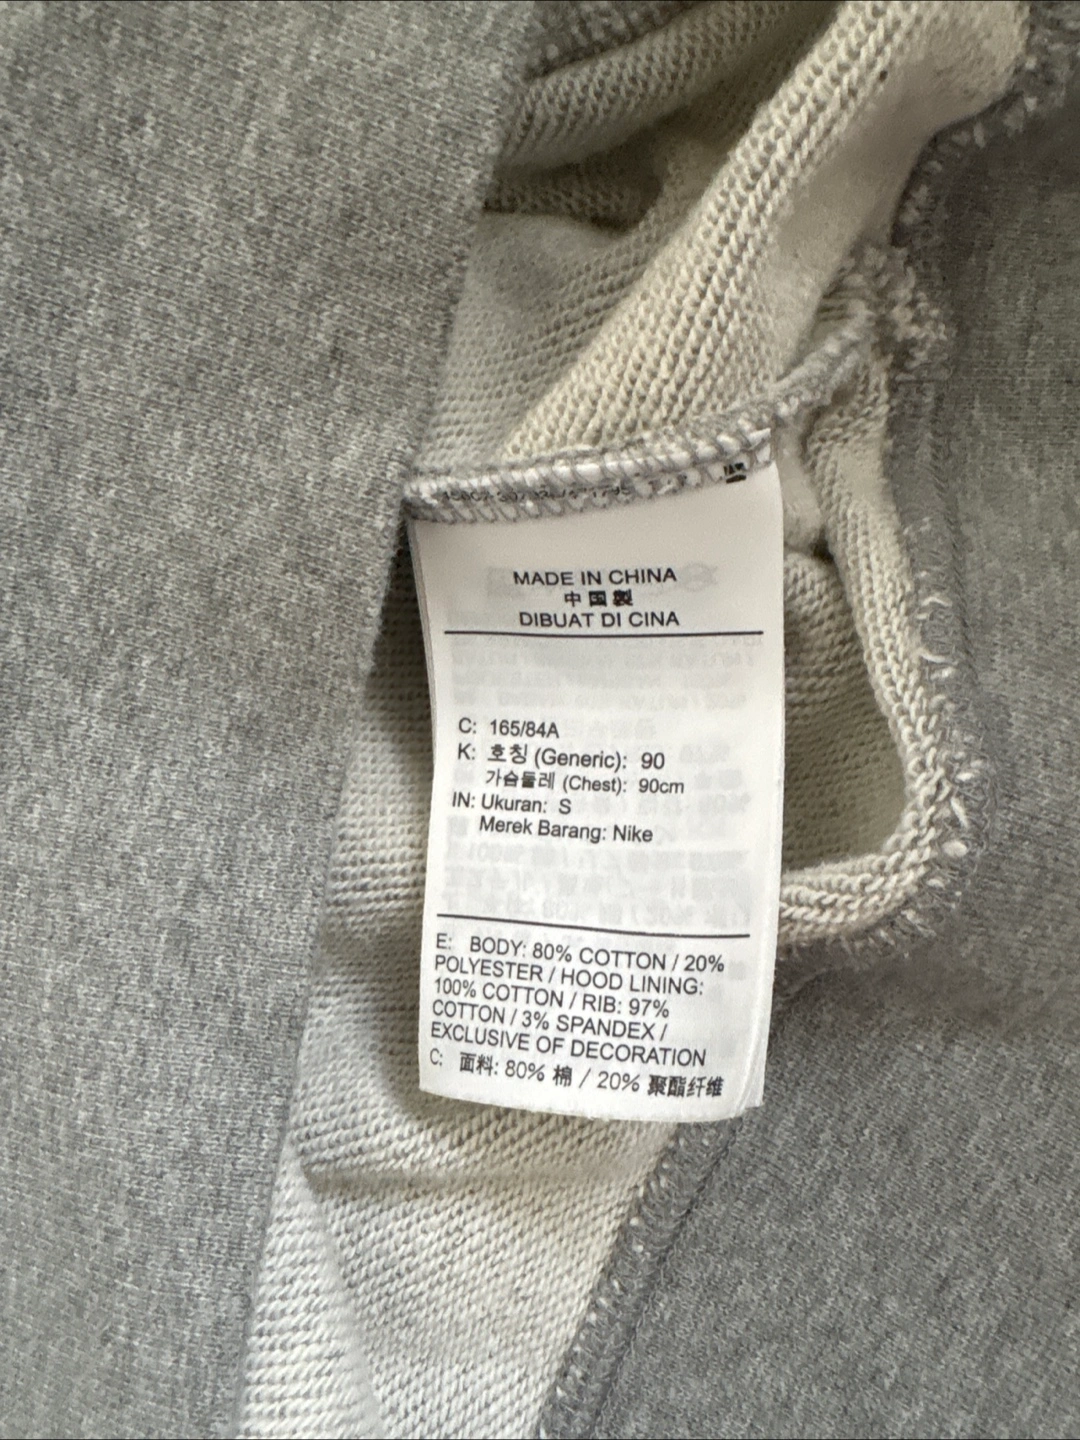 MADE IN CHINA
中国製
DIBUAT DI CINA
C: 165/84A
K: 호칭 (Generic): 90
가슴둘레 (Chest): 90cm
IN: Ukuran: S
Merek Barang: Nike
E: BODY: 80% COTTON / 20%
POLYESTER / HOOD LINING:
100% COTTON / RIB: 97%
COTTON / 3% SPANDEX /
EXCLUSIVE OF DECORATION
C: 面料: 80% 棉 / 20% 聚酯纤维